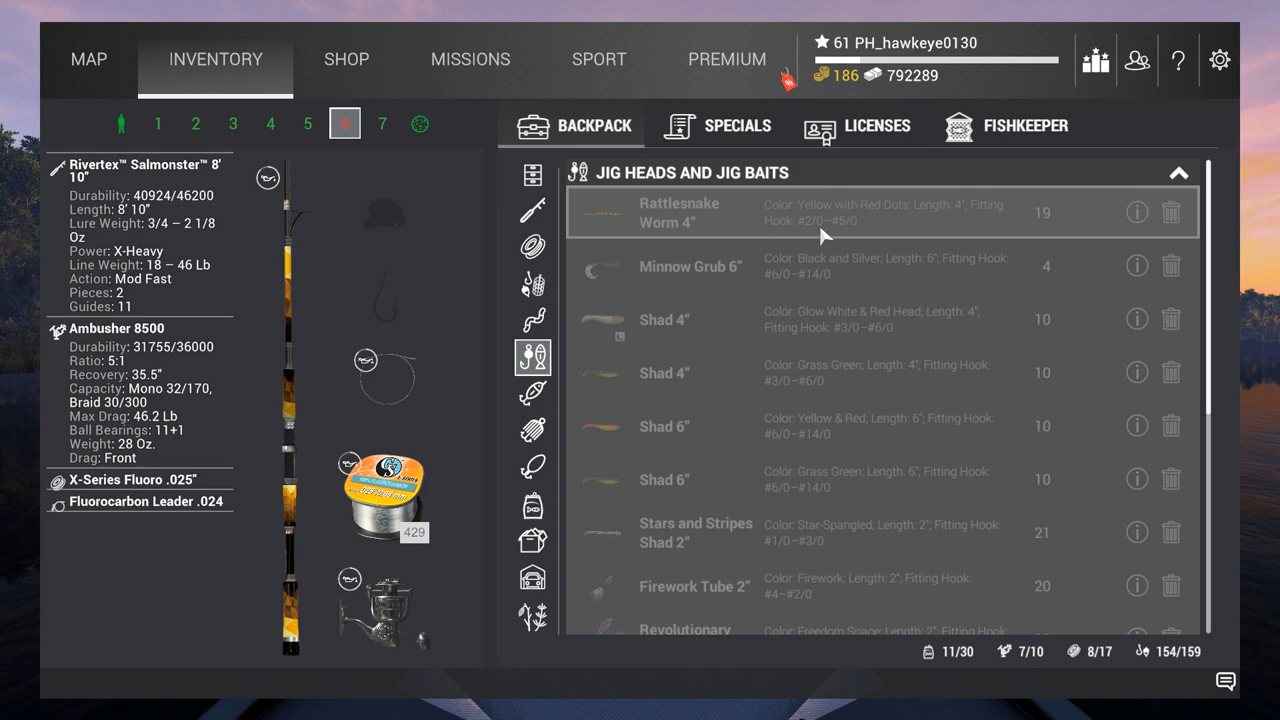 MAP
INVENTORY
SHOP
MISSIONS
SPORT
PREMIUM
61 PH_hawkeye0130
186 792289
1 2 3 4 5 6 7
BACKPACK
SPECIALS
LICENSES
FISHKEEPER
Rivertex™ Salmonster™ 8'
10"
Durability: 40924/46200
Length: 8' 10"
Lure Weight: 3/4 – 2 1/8
Oz
Power: X-Heavy
Line Weight: 18 – 46 Lb
Action: Mod Fast
Pieces: 2
Guides: 11
Ambusher 8500
Durability: 31755/36000
Ratio: 5:1
Recovery: 35.5"
Capacity: Mono 32/170,
Braid 30/300
Max Drag: 46.2 Lb
Ball Bearings: 11+1
Weight: 28 Oz.
Drag: Front
X-Series Fluoro .025"
Fluorocarbon Leader .024
429
JIG HEADS AND JIG BAITS
Rattlesnake
Worm 4"
Color: Yellow with Red Dots; Length: 4"; Fitting
Hook: #2/0–#5/0
19
Minnow Grub 6"
Color: Black and Silver; Length: 6"; Fitting Hook:
#6/0–#14/0
4
Shad 4"
Color: Glow White & Red Head; Length: 4";
Fitting Hook: #3/0–#6/0
10
Shad 4"
Color: Grass Green; Length: 4"; Fitting Hook:
#3/0–#6/0
10
Shad 6"
Color: Yellow & Red; Length: 6"; Fitting Hook:
#6/0–#14/0
10
Shad 6"
Color: Grass Green; Length: 6"; Fitting Hook:
#6/0–#14/0
10
Stars and Stripes
Shad 2"
Color: Star-Spangled; Length: 2"; Fitting Hook:
#1/0–#3/0
21
Firework Tube 2"
Color: Firework; Length: 2"; Fitting Hook:
#4–#2/0
20
Revolutionary
Color: Freedom Space; Length: 2"; Fitting
11/30
7/10
8/17
154/159